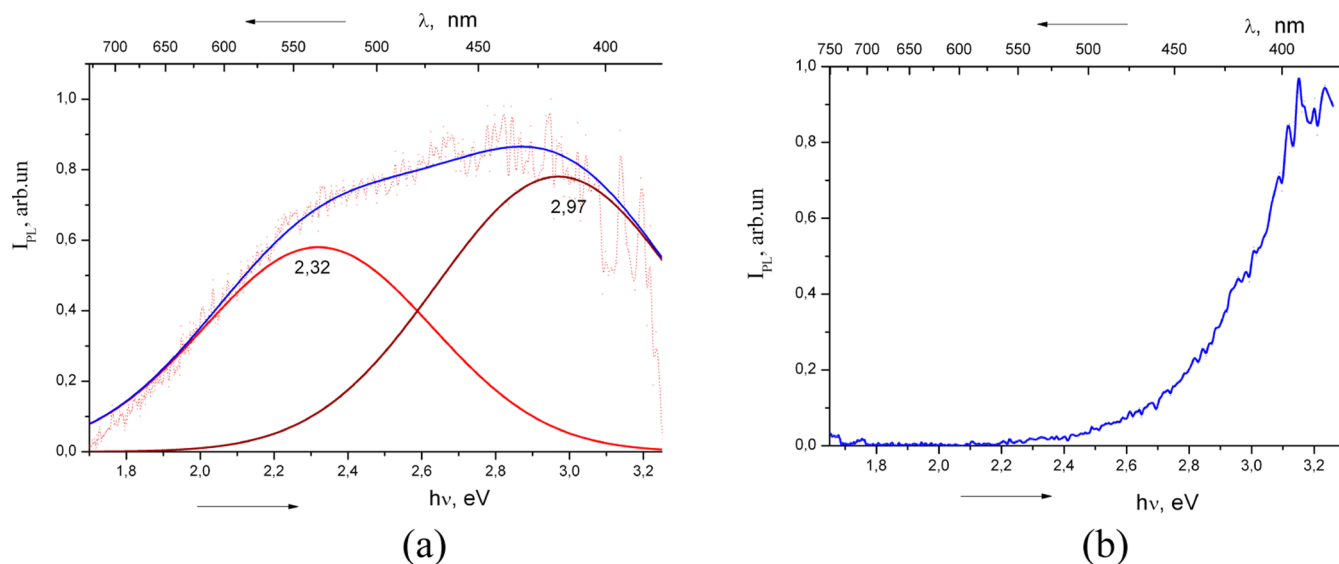 λ, nm
700 650 600 550 500 450 400
1,0
0,8
0,6
0,4
0,2
0,0
I_PL, arb.un
2,97
2,32
1,8 2,0 2,2 2,4 2,6 2,8 3,0 3,2
hν, eV
(a)
λ, nm
750 700 650 600 550 500 450 400
1,0
0,8
0,6
0,4
0,2
0,0
I_PL, arb.un
1,8 2,0 2,2 2,4 2,6 2,8 3,0 3,2
hν, eV
(b)